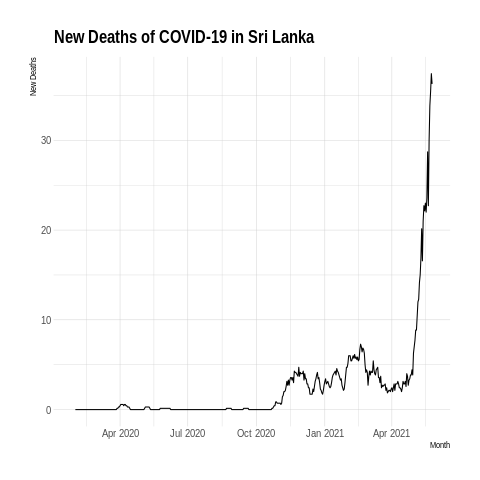 New Deaths of COVID-19 in Sri Lanka
New Deaths
30
20
10
0
Apr 2020 Jul 2020 Oct 2020 Jan 2021 Apr 2021
Month